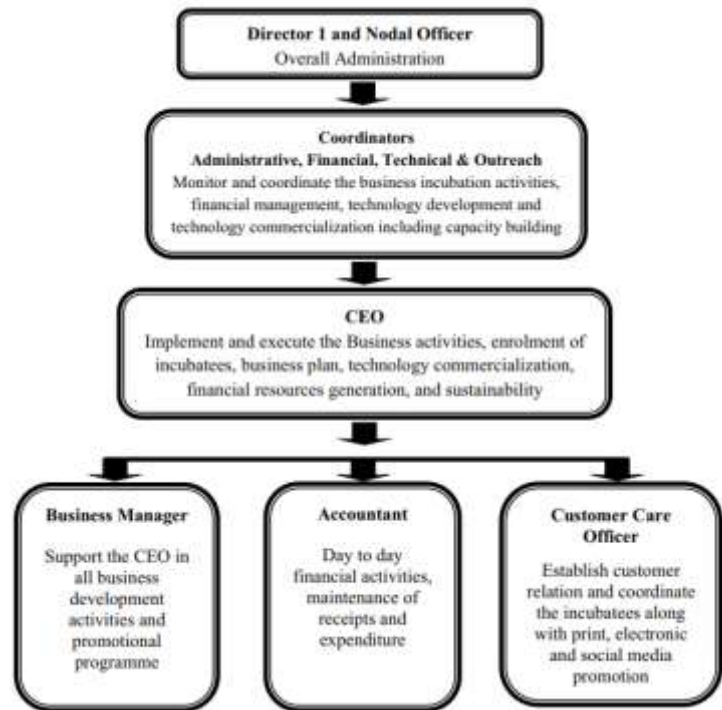 Director 1 and Nodal Officer
Overall Administration
Coordinators
Administrative, Financial, Technical & Outreach
Monitor and coordinate the business incubation activities,
financial management, technology development and
technology commercialization including capacity building
CEO
Implement and execute the Business activities, enrolment of
incubatees, business plan, technology commercialization,
financial resources generation, and sustainability
Business Manager
Support the CEO in
all business
development
activities and
promotional
programme
Accountant
Day to day
financial activities,
maintenance of
receipts and
expenditure
Customer Care
Officer
Establish customer
relation and coordinate
the incubatees along
with print, electronic
and social media
promotion